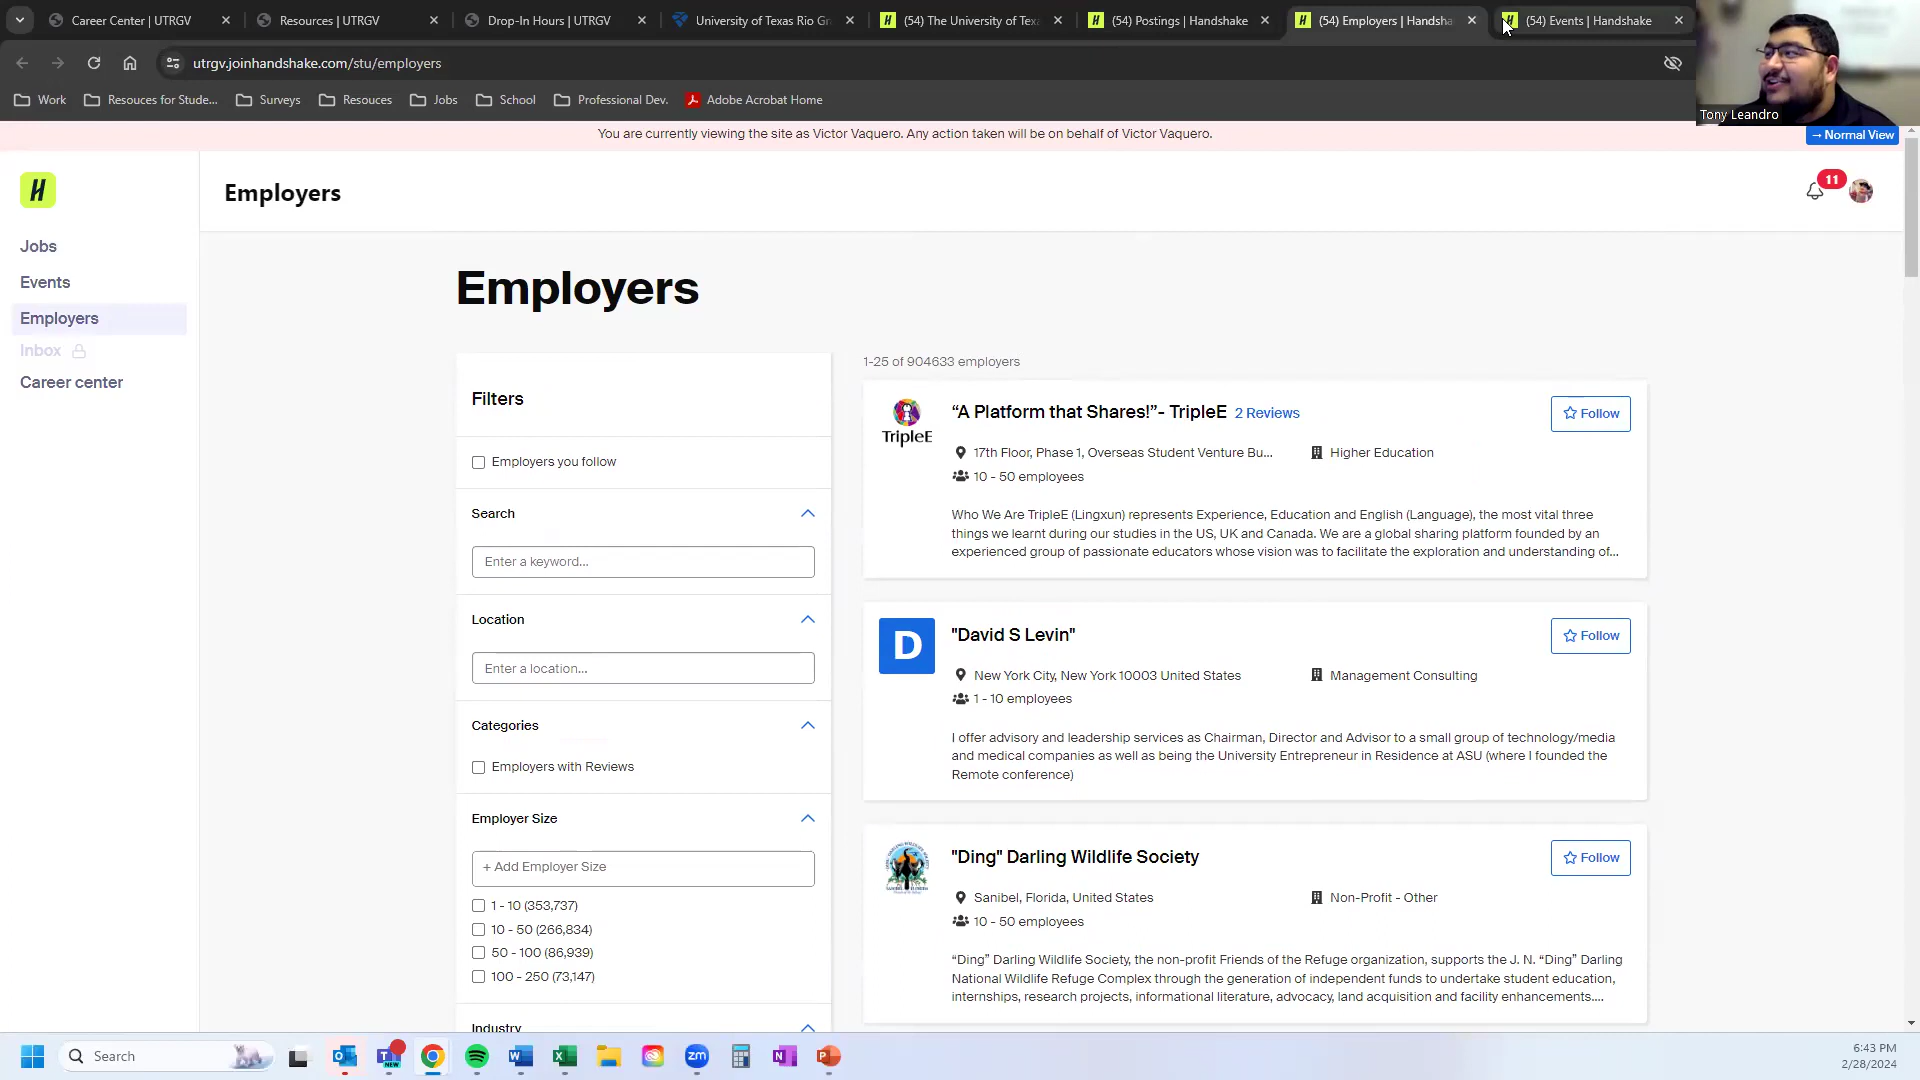 Career Center | UTRGV
Resources | UTRGV
Drop-In Hours | UTRGV
University of Texas Rio Gr
(54) The University of Tex
(54) Postings | Handshake
(54) Employers | Handsha
(54) Events | Handshake
utrgv.joinhandshake.com/stu/employers
Work
Resouces for Stude...
Surveys
Resouces
Jobs
School
Professional Dev.
Adobe Acrobat Home
Tony Leandro
You are currently viewing the site as Victor Vaquero. Any action taken will be on behalf of Victor Vaquero.
→ Normal View
Employers
11
Jobs
Events
Employers
Inbox
Career center
Employers
Filters
Employers you follow
Search
Enter a keyword...
Location
Enter a location...
Categories
Employers with Reviews
Employer Size
+ Add Employer Size
1 - 10 (353,737)
10 - 50 (266,834)
50 - 100 (86,939)
100 - 250 (73,147)
Industry
1-25 of 904633 employers
TripleE
“A Platform that Shares!”- TripleE 2 Reviews
Follow
17th Floor, Phase 1, Overseas Student Venture Bu...
Higher Education
10 - 50 employees
Who We Are TripleE (Lingxun) represents Experience, Education and English (Language), the most vital three
things we learnt during our studies in the US, UK and Canada. We are a global sharing platform founded by an
experienced group of passionate educators whose vision was to facilitate the exploration and understanding of...
D
"David S Levin"
Follow
New York City, New York 10003 United States
Management Consulting
1 - 10 employees
I offer advisory and leadership services as Chairman, Director and Advisor to a small group of technology/media
and medical companies as well as being the University Entrepreneur in Residence at ASU (where I founded the
Remote conference)
"Ding" Darling Wildlife Society
Follow
Sanibel, Florida, United States
Non-Profit - Other
10 - 50 employees
“Ding” Darling Wildlife Society, the non-profit Friends of the Refuge organization, supports the J. N. “Ding” Darling
National Wildlife Refuge Complex through the generation of independent funds to undertake student education,
internships, research projects, informational literature, advocacy, land acquisition and facility enhancements....
Search
NEW
zm
6:43 PM
2/28/2024